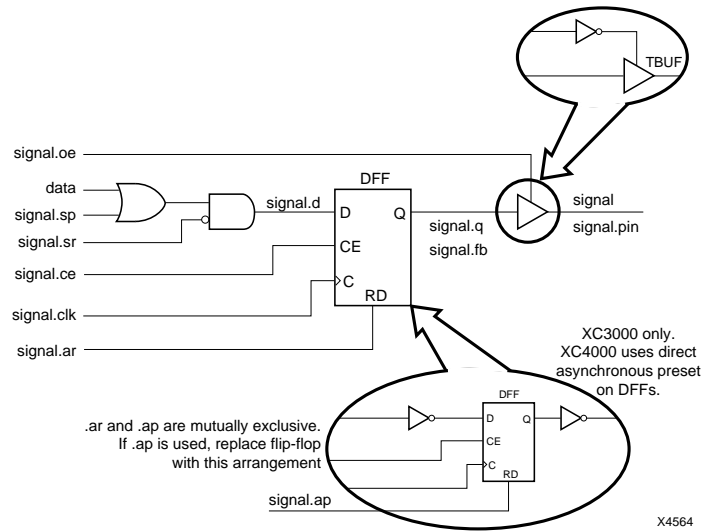 TBUF
signal.oe
DFF
data
signal.d
signal
D
Q
signal.sp
signal.q
signal.pin
signal.sr
CE
signal.fb
signal.ce
C
signal.clk
RD
signal.ar
XC3000 only.
XC4000 uses direct
asynchronous preset
on DFFs.
DFF
.ar and .ap are mutually exclusive.
If .ap is used, replace flip-flop
with this arrangement
D
Q
CE
C
RD
signal.ap
X4564